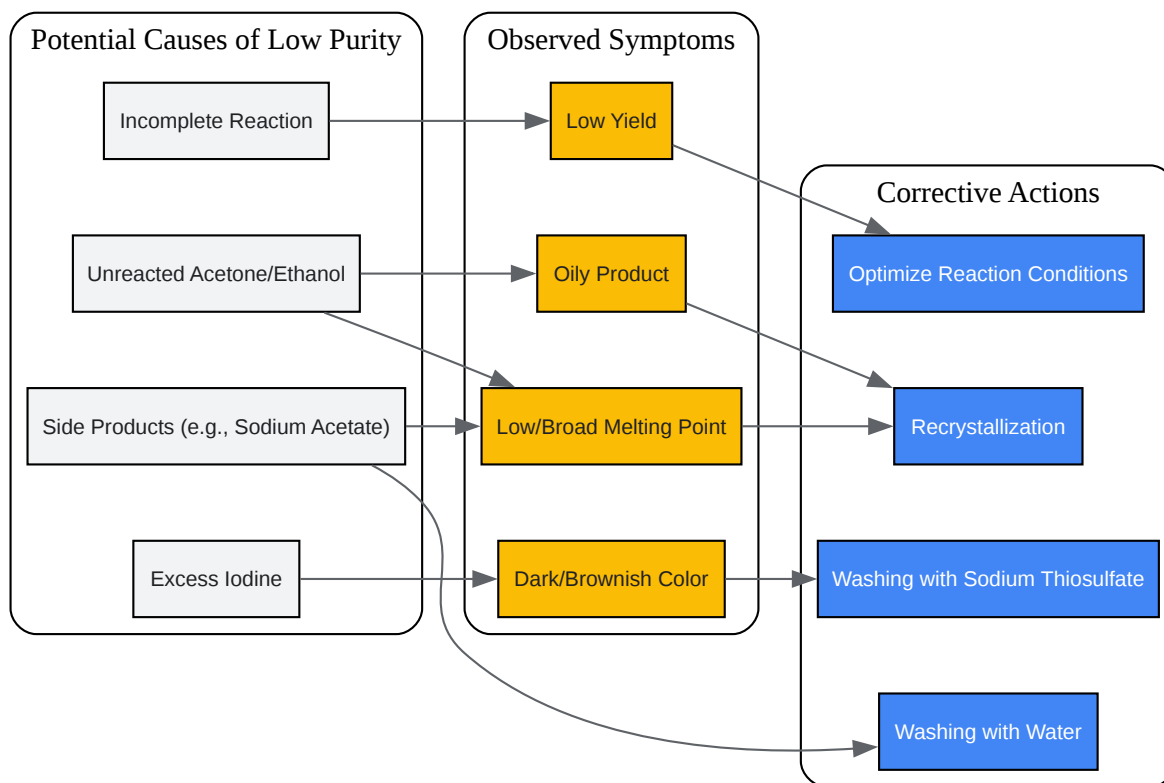 Potential Causes of Low Purity
Incomplete Reaction
Unreacted Acetone/Ethanol
Side Products (e.g., Sodium Acetate)
Excess Iodine
Observed Symptoms
Low Yield
Oily Product
Low/Broad Melting Point
Dark/Brownish Color
Corrective Actions
Optimize Reaction Conditions
Recrystallization
Washing with Sodium Thiosulfate
Washing with Water